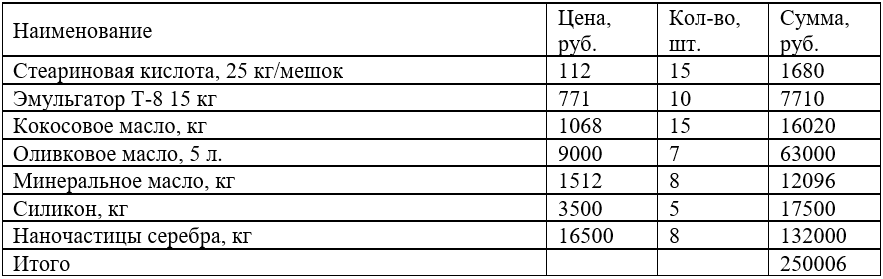 Наименование Цена, руб. Кол-во, шт. Сумма, руб.
Стеариновая кислота, 25 кг/мешок 112 15 1680
Эмульгатор Т-8 15 кг 771 10 7710
Кокосовое масло, кг 1068 15 16020
Оливковое масло, 5 л. 9000 7 63000
Минеральное масло, кг 1512 8 12096
Силикон, кг 3500 5 17500
Наночастицы серебра, кг 16500 8 132000
Итого 250006